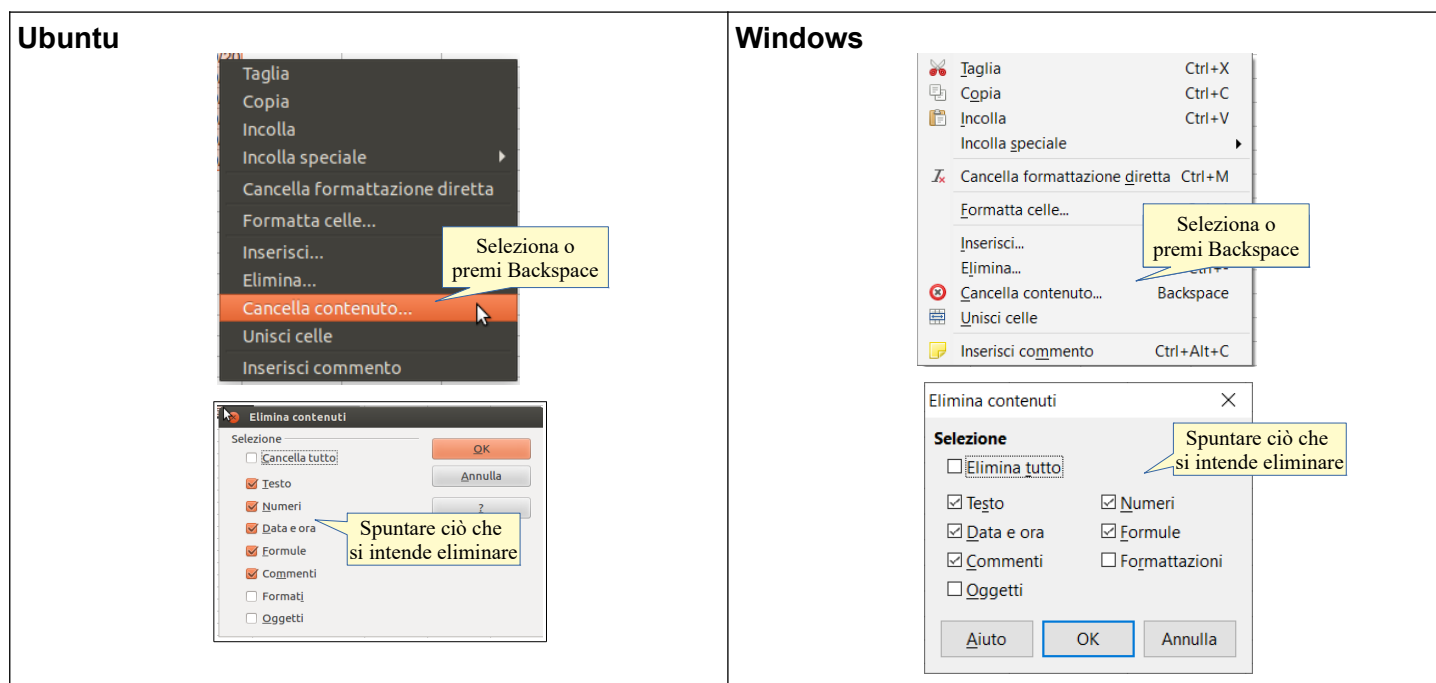 Ubuntu
Taglia
Copia
Incolla
Incolla speciale
Cancella formattazione diretta
Formatta celle...
Inserisci...
Elimina...
Cancella contenuto...
Unisci celle
Inserisci commento
Seleziona o
premi Backspace
Elimina contenuti
Selezione
Cancella tutto
Testo
Numeri
Data e ora
Formule
Commenti
Formati
Oggetti
OK
Annulla
?
Spuntare ciò che
si intende eliminare
Windows
Taglia Ctrl+X
Copia Ctrl+C
Incolla Ctrl+V
Incolla speciale
Cancella formattazione diretta Ctrl+M
Formatta celle...
Inserisci...
Elimina...
Cancella contenuto... Backspace
Unisci celle
Inserisci commento Ctrl+Alt+C
Seleziona o
premi Backspace
Elimina contenuti
Selezione
Elimina tutto
Testo Numeri
Data e ora Formule
Commenti Formattazioni
Oggetti
Aiuto OK Annulla
Spuntare ciò che
si intende eliminare